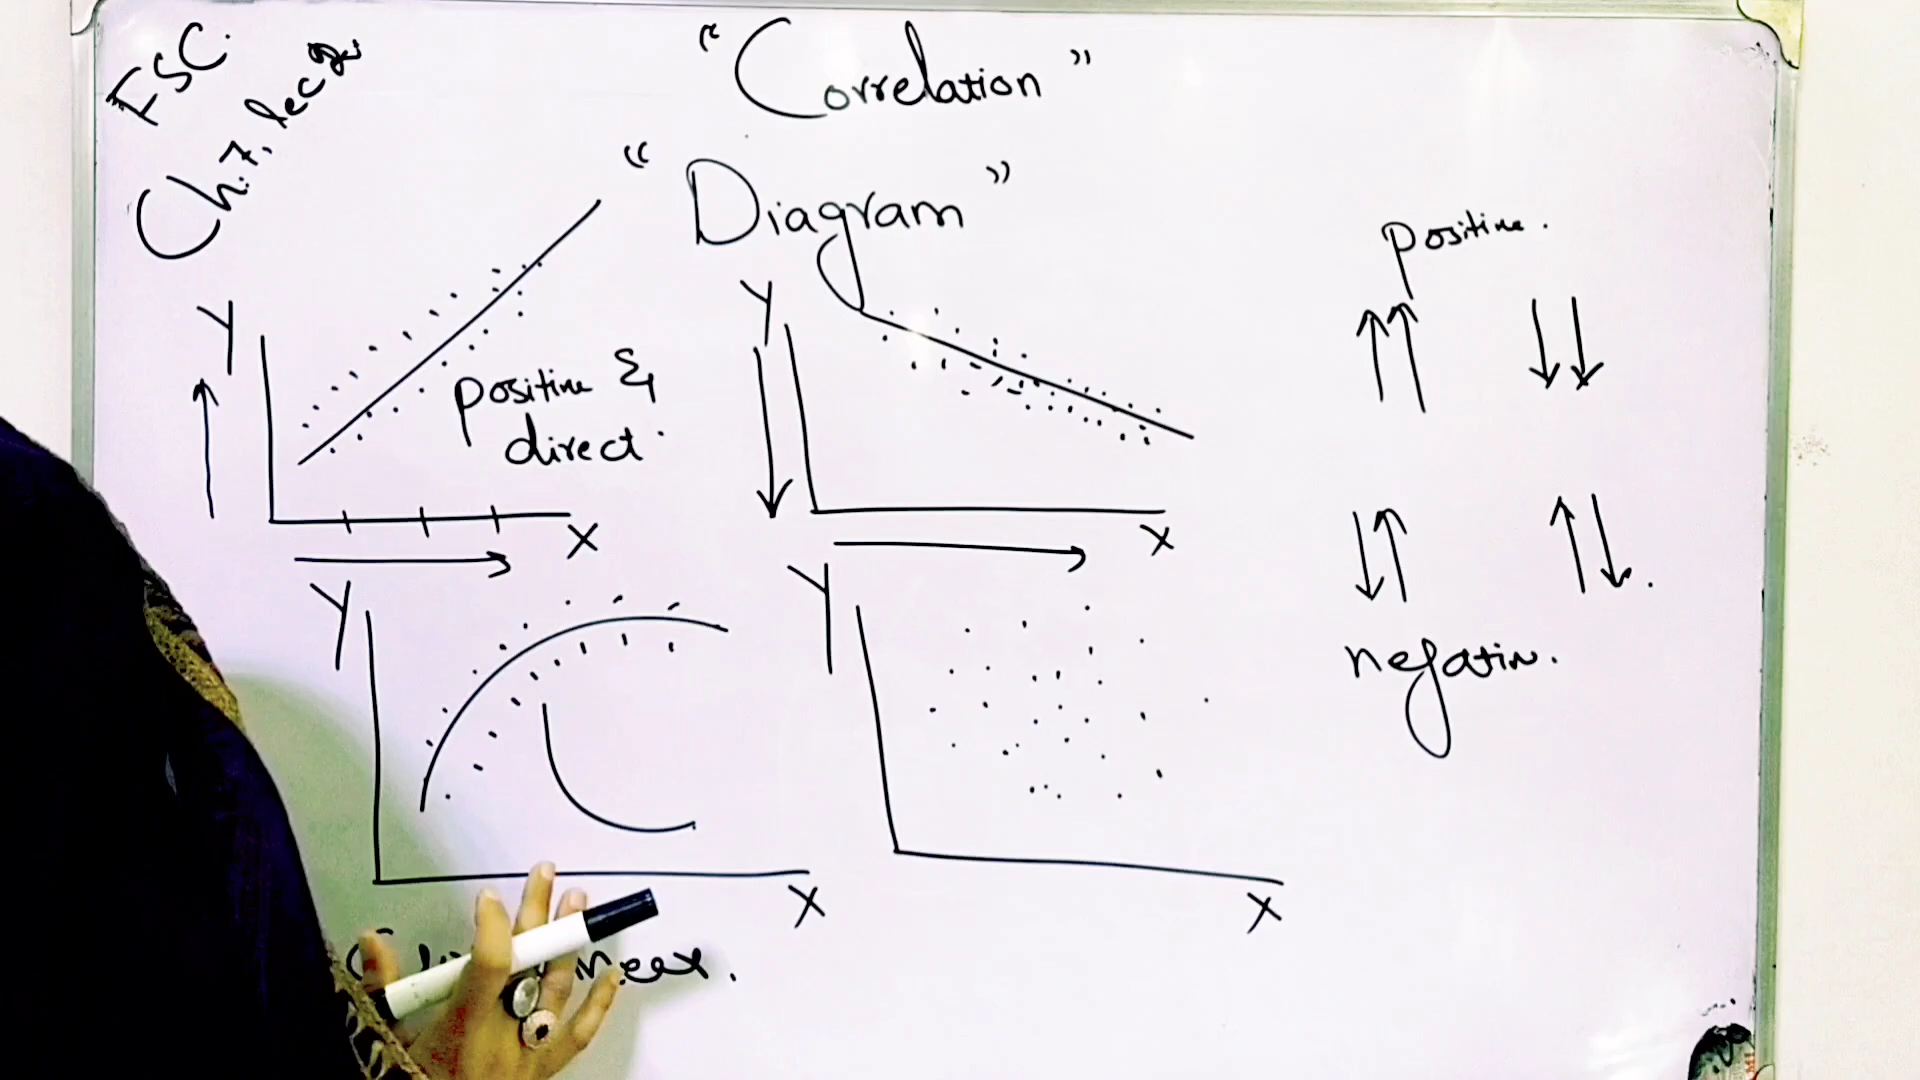 FSC.
Ch.7, lec
"Correlation"
"Diagram"
positive.
Y
positive &
direct.
X
Y
X
negative.
Y
X
Y
X